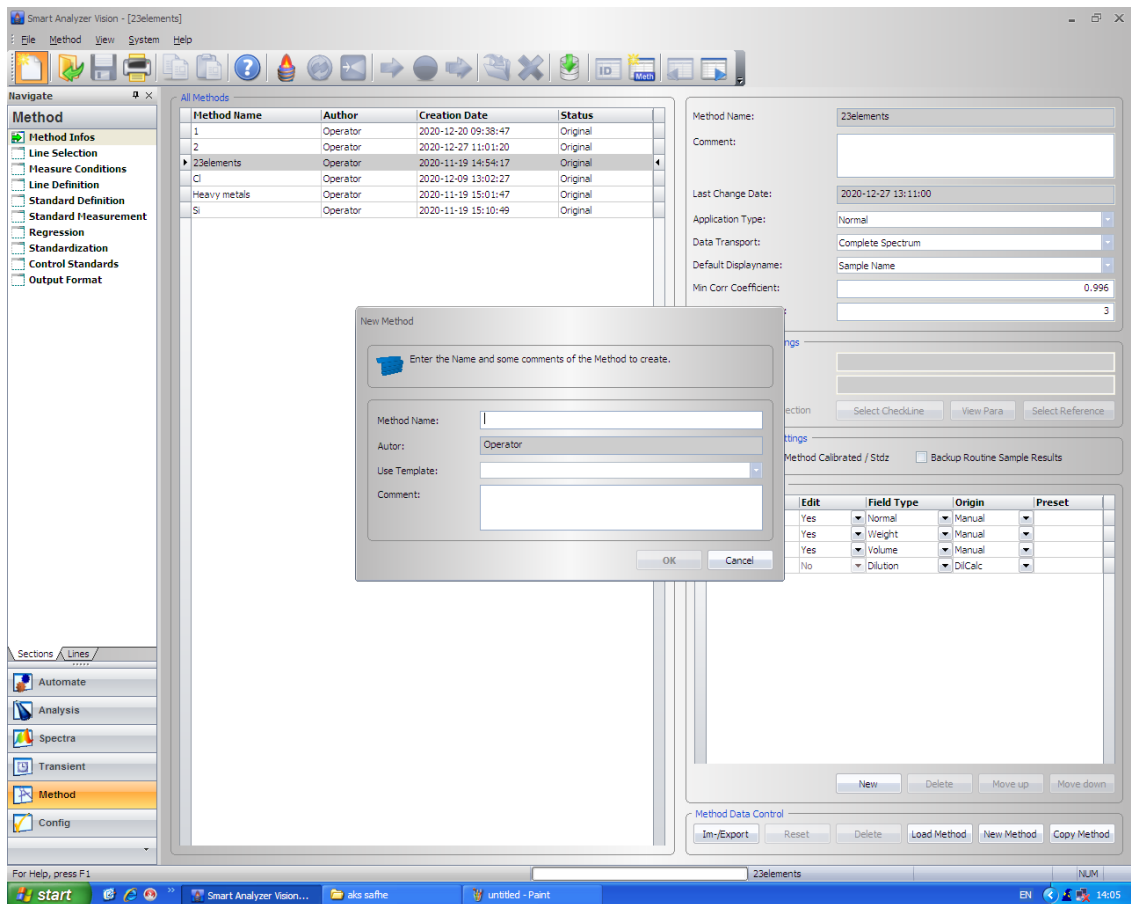 Smart Analyzer Vision - [23elements]
File Method View System Help
ID Meth
Navigate
Method
Method Infos
Line Selection
Measure Conditions
Line Definition
Standard Definition
Standard Measurement
Regression
Standardization
Control Standards
Output Format
Sections Lines
Automate
Analysis
Spectra
Transient
Method
Config
All Methods
Method Name Author Creation Date Status
1 Operator 2020-12-20 09:38:47 Original
2 Operator 2020-12-27 11:01:20 Original
23elements Operator 2020-11-19 14:54:17 Original
Cl Operator 2020-12-09 13:02:27 Original
Heavy metals Operator 2020-11-19 15:01:47 Original
Si Operator 2020-11-19 15:10:49 Original
New Method
Enter the Name and some comments of the Method to create.
Method Name:
Autor: Operator
Use Template:
Comment:
OK Cancel
Method Name: 23elements
Comment:
Last Change Date: 2020-12-27 13:11:00
Application Type: Normal
Data Transport: Complete Spectrum
Default Displayname: Sample Name
Min Corr Coefficient: 0.996
: 3
ngs
ection Select CheckLine View Para Select Reference
ttings
Method Calibrated / Stdz Backup Routine Sample Results
Edit Field Type Origin Preset
Yes Normal Manual
Yes Weight Manual
Yes Volume Manual
No Dilution DilCalc
New Delete Move up Move down
Method Data Control
Im-/Export Reset Delete Load Method New Method Copy Method
For Help, press F1 23elements NUM
start Smart Analyzer Vision... aks safhe untitled - Paint EN 14:05